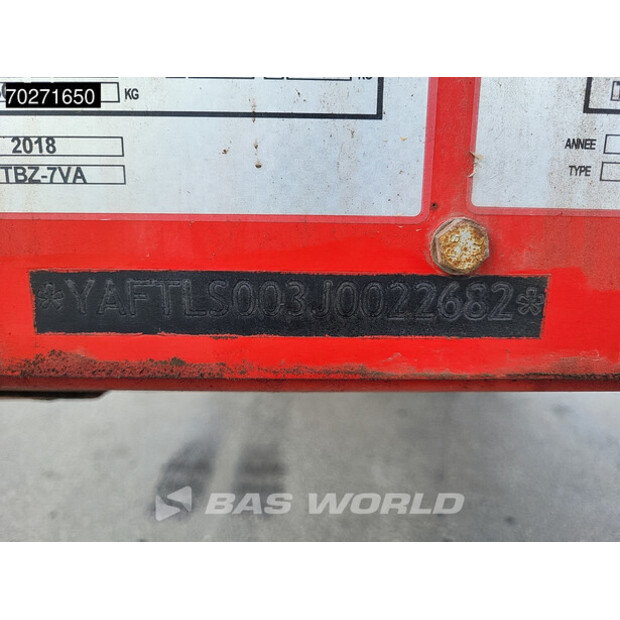 70271650 KG
2018
TBZ-7VA
ANNEE
TYPE
*YAFTLS003J0022682*
BAS WORLD